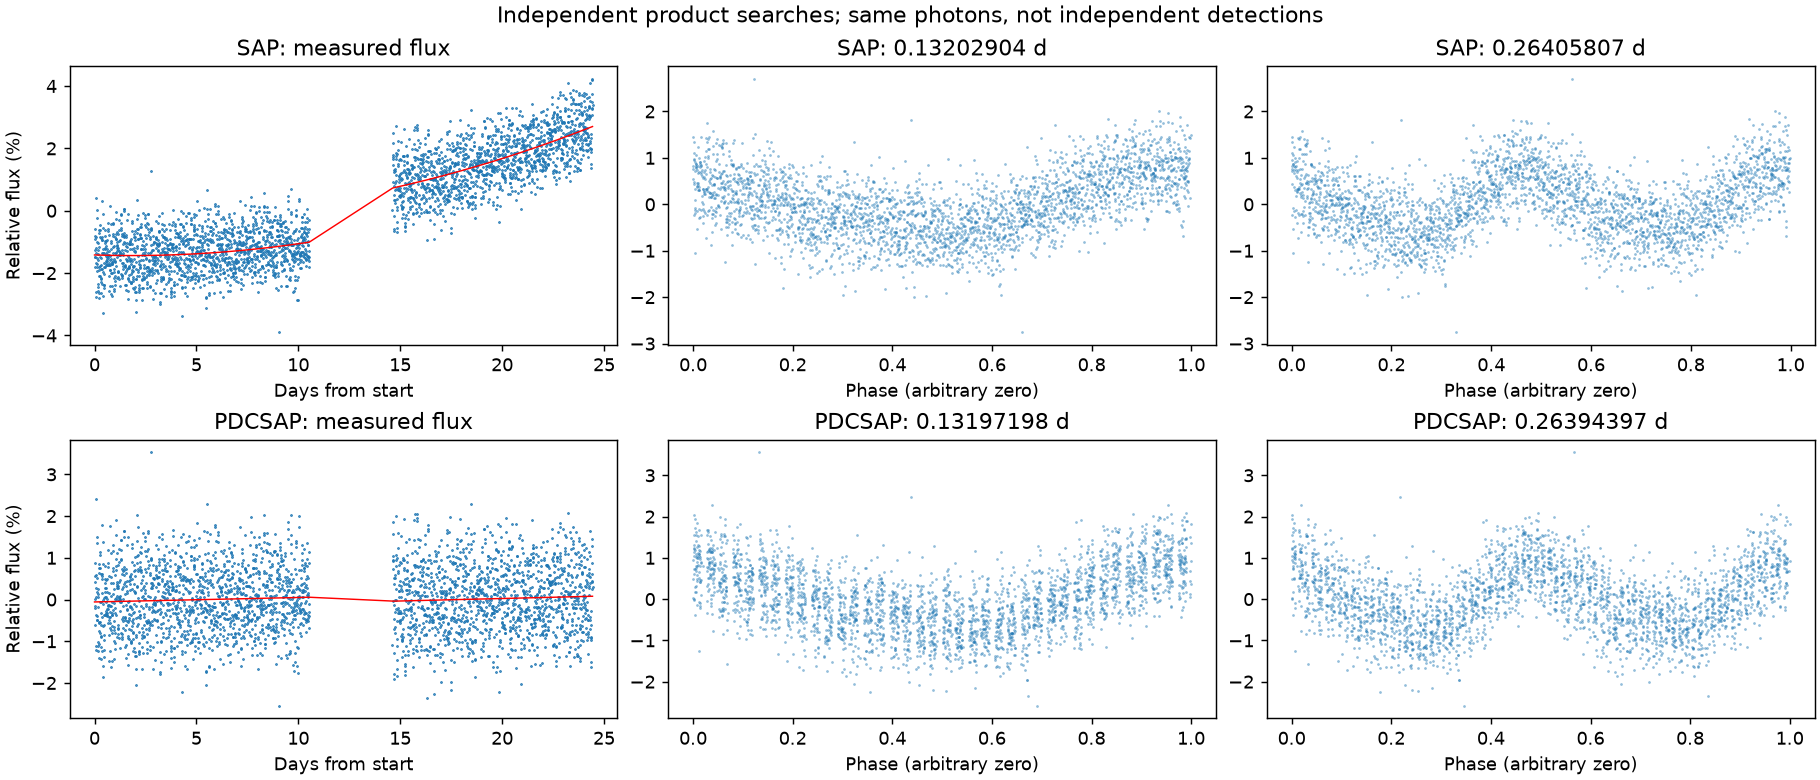 Independent product searches; same photons, not independent detections
SAP: measured flux
SAP: 0.13202904 d
SAP: 0.26405807 d
Relative flux (%)
4
2
0
−2
−4
0 5 10 15 20 25
Days from start
2
1
0
−1
−2
−3
0.0 0.2 0.4 0.6 0.8 1.0
Phase (arbitrary zero)
2
1
0
−1
−2
−3
0.0 0.2 0.4 0.6 0.8 1.0
Phase (arbitrary zero)
PDCSAP: measured flux
PDCSAP: 0.13197198 d
PDCSAP: 0.26394397 d
Relative flux (%)
3
2
1
0
−1
−2
0 5 10 15 20 25
Days from start
3
2
1
0
−1
−2
0.0 0.2 0.4 0.6 0.8 1.0
Phase (arbitrary zero)
3
2
1
0
−1
−2
0.0 0.2 0.4 0.6 0.8 1.0
Phase (arbitrary zero)